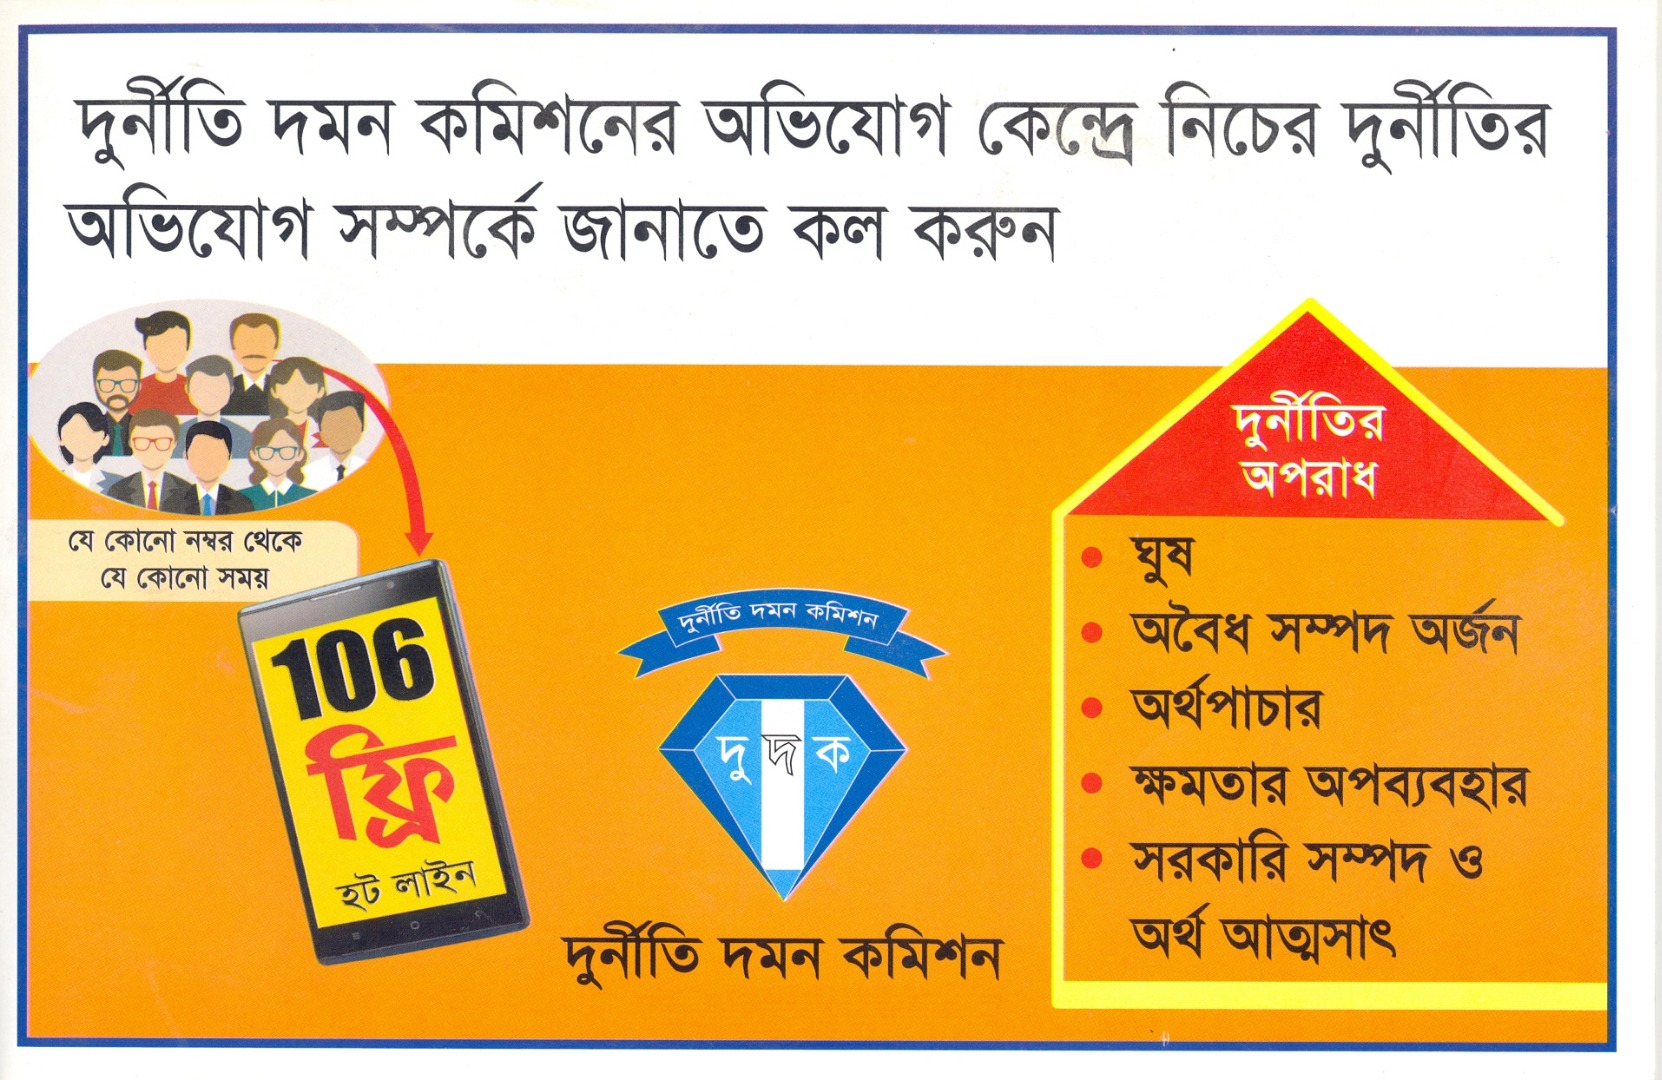 দুর্নীতি দমন কমিশনের অভিযোগ কেন্দ্রে নিচের দুর্নীতির
অভিযোগ সম্পর্কে জানাতে কল করুন
যে কোনো নম্বর থেকে
যে কোনো সময়
106
ফ্রি
হট লাইন
দুর্নীতি দমন কমিশন
দু দ ক
দুর্নীতি দমন কমিশন
দুর্নীতির
অপরাধ
• ঘুষ
• অবৈধ সম্পদ অর্জন
• অর্থপাচার
• ক্ষমতার অপব্যবহার
• সরকারি সম্পদ ও
অর্থ আত্মসাৎ